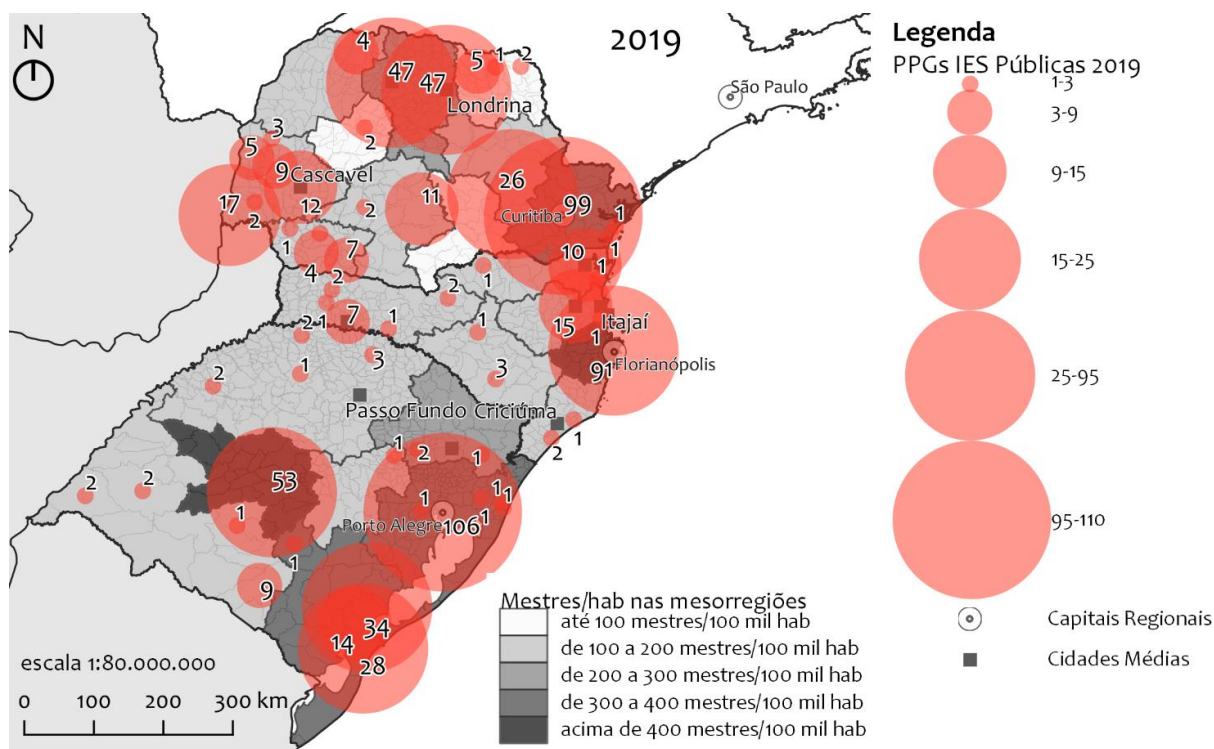 N
2019
Legenda
PPGs IES Públicas 2019
1-3
3-9
9-15
15-25
25-95
95-110
Capitais Regionais
Cidades Médias
São Paulo
4
47
47
5
1
2
Londrina
2
3
5
9
Cascavel
12
17
2
2
11
26
Curitiba
99
1
1
7
10
1
1
4
2
1
2
7
1
2
1
1
15
1
Itajaí
Florianópolis
91
3
3
1
2
Passo Fundo
Criciúma
1
2
1
2
1
53
2
2
1
1
1
1
1
Porto Alegre
106
1
9
34
14
28
Mestres/hab nas mesorregiões
até 100 mestres/100 mil hab
de 100 a 200 mestres/100 mil hab
de 200 a 300 mestres/100 mil hab
de 300 a 400 mestres/100 mil hab
acima de 400 mestres/100 mil hab
escala 1:80.000.000
0 100 200 300 km